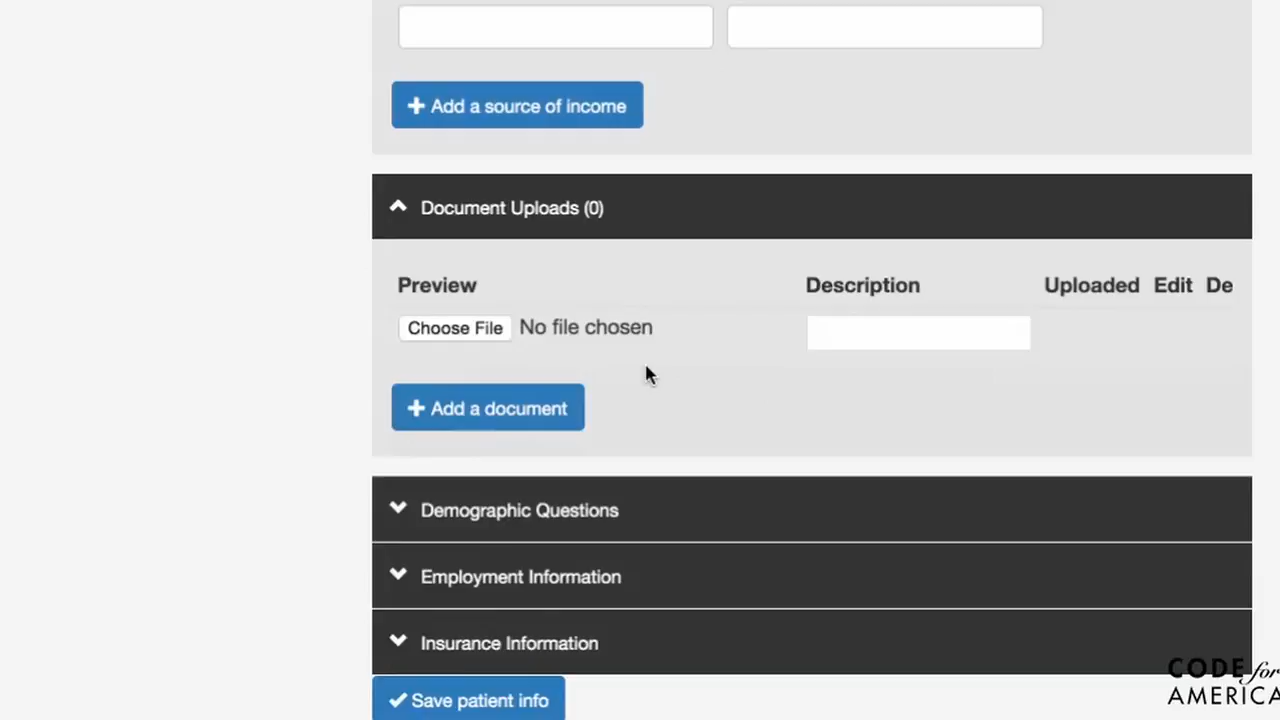 Add a source of income
Document Uploads (0)
Preview Description Uploaded Edit De
Choose File No file chosen
Add a document
Demographic Questions
Employment Information
Insurance Information
Save patient info
CODE for
AMERICA